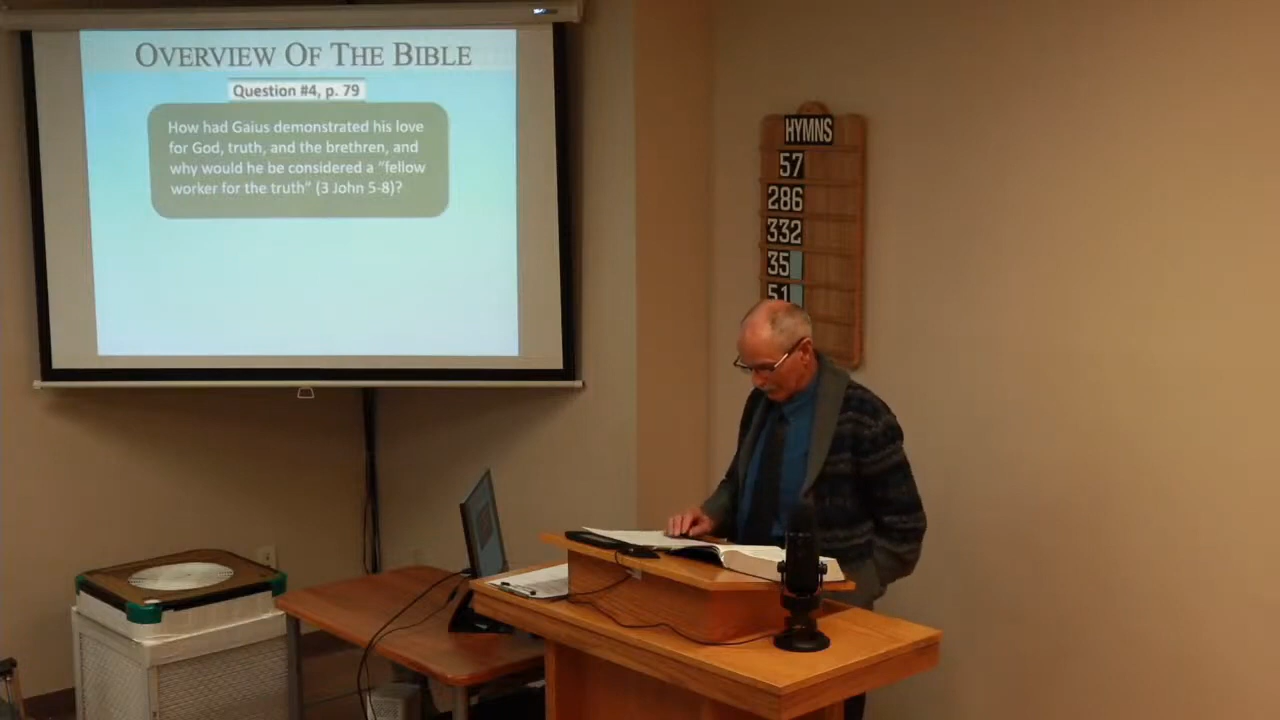 OVERVIEW OF THE BIBLE
Question #4, p. 79
How had Gaius demonstrated his love
for God, truth, and the brethren, and
why would he be considered a "fellow
worker for the truth" (3 John 5-8)?
HYMNS
57
286
332
35
51